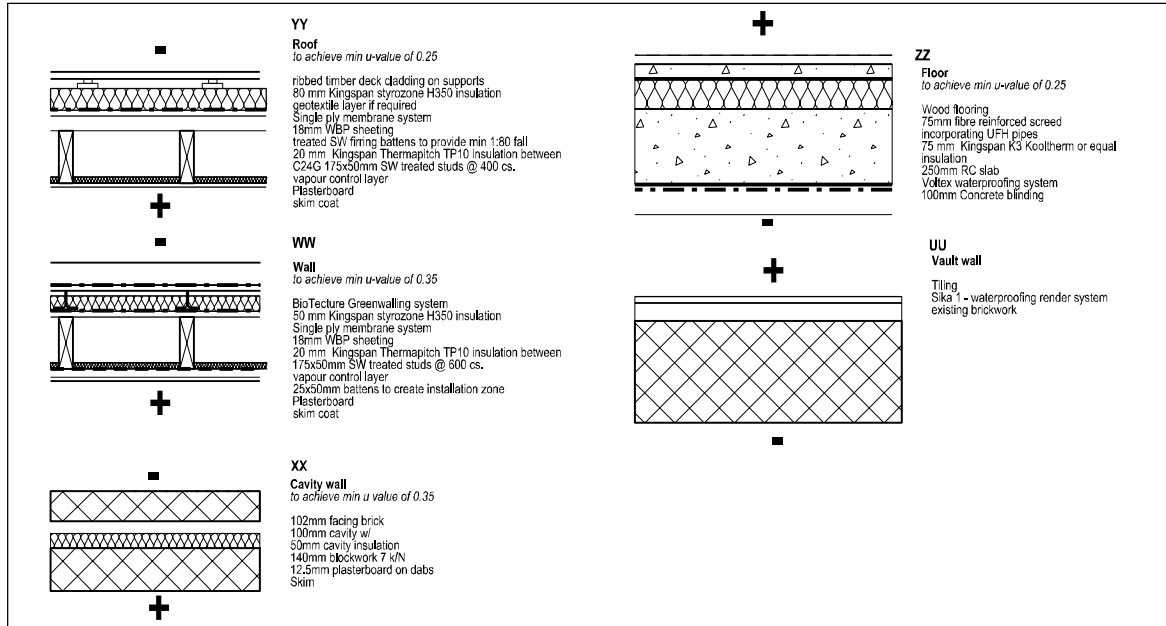 YY
Roof
to achieve min u-value of 0.25
ribbed timber deck cladding on supports
80 mm Kingspan styrozone H350 insulation
geotextile layer if required
Single ply membrane system
18mm WBP sheeting
treated SW firring battens to provide min 1:80 fall
20 mm Kingspan Thermapitch TP10 insulation between
C24G 175x50mm SW treated studs @ 400 cs.
vapour control layer
Plasterboard
skim coat
WW
Wall
to achieve min u-value of 0.35
BioTecture Greenwalling system
50 mm Kingspan styrozone H350 insulation
Single ply membrane system
18mm WBP sheeting
20 mm Kingspan Thermapitch TP10 insulation between
175x50mm SW treated studs @ 600 cs.
vapour control layer
25x50mm battens to create installation zone
Plasterboard
skim coat
XX
Cavity wall
to achieve min u value of 0.35
102mm facing brick
100mm cavity w/
50mm cavity insulation
140mm blockwork 7 k/N
12.5mm plasterboard on dabs
Skim
ZZ
Floor
to achieve min u-value of 0.25
Wood flooring
75mm fibre reinforced screed
incorporating UFH pipes
75 mm Kingspan K3 Kooltherm or equal
insulation
250mm RC slab
Voltex waterproofing system
100mm Concrete blinding
UU
Vault wall
Tiling
Sika 1 - waterproofing render system
existing brickwork